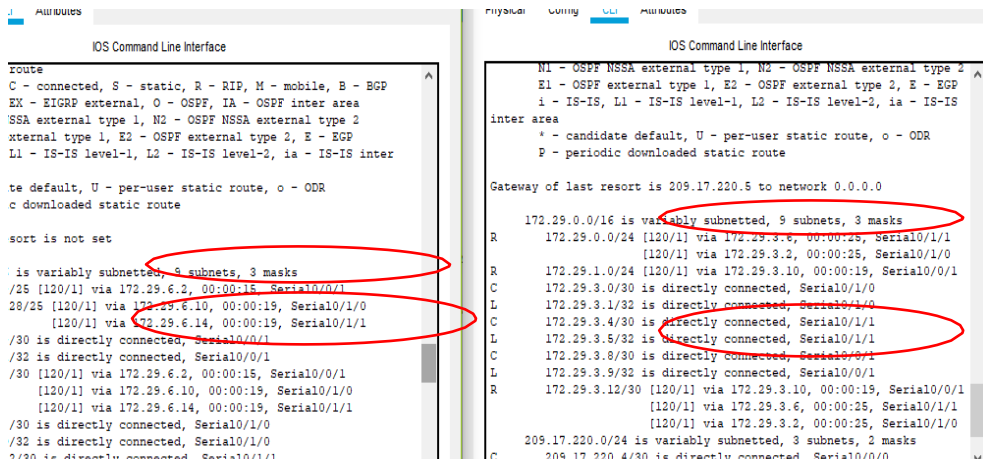 Attributes
IOS Command Line Interface
route
C - connected, S - static, R - RIP, M - mobile, B - BGP
EX - EIGRP external, O - OSPF, IA - OSPF inter area
SSA external type 1, N2 - OSPF NSSA external type 2
xternal type 1, E2 - OSPF external type 2, E - EGP
L1 - IS-IS level-1, L2 - IS-IS level-2, ia - IS-IS inter
te default, U - per-user static route, o - ODR
c downloaded static route
sort is not set
is variably subnetted, 9 subnets, 3 masks
/25 [120/1] via 172.29.6.2, 00:00:15, Serial0/0/1
28/25 [120/1] via 172.29.6.10, 00:00:19, Serial0/1/0
[120/1] via 172.29.6.14, 00:00:19, Serial0/1/1
/30 is directly connected, Serial0/0/1
/32 is directly connected, Serial0/0/1
/30 [120/1] via 172.29.6.2, 00:00:15, Serial0/0/1
[120/1] via 172.29.6.10, 00:00:19, Serial0/1/0
[120/1] via 172.29.6.14, 00:00:19, Serial0/1/1
/30 is directly connected, Serial0/1/0
/32 is directly connected, Serial0/1/0
2/30 is directly connected, Serial0/1/1
Physical Config CLI Attributes
IOS Command Line Interface
N1 - OSPF NSSA external type 1, N2 - OSPF NSSA external type 2
E1 - OSPF external type 1, E2 - OSPF external type 2, E - EGP
i - IS-IS, L1 - IS-IS level-1, L2 - IS-IS level-2, ia - IS-IS
inter area
* - candidate default, U - per-user static route, o - ODR
P - periodic downloaded static route
Gateway of last resort is 209.17.220.5 to network 0.0.0.0
172.29.0.0/16 is variably subnetted, 9 subnets, 3 masks
R 172.29.0.0/24 [120/1] via 172.29.3.6, 00:00:25, Serial0/1/1
[120/1] via 172.29.3.2, 00:00:25, Serial0/1/0
R 172.29.1.0/24 [120/1] via 172.29.3.10, 00:00:19, Serial0/0/1
C 172.29.3.0/30 is directly connected, Serial0/1/0
L 172.29.3.1/32 is directly connected, Serial0/1/0
C 172.29.3.4/30 is directly connected, Serial0/1/1
L 172.29.3.5/32 is directly connected, Serial0/1/1
C 172.29.3.8/30 is directly connected, Serial0/0/1
L 172.29.3.9/32 is directly connected, Serial0/0/1
R 172.29.3.12/30 [120/1] via 172.29.3.10, 00:00:19, Serial0/0/1
[120/1] via 172.29.3.6, 00:00:25, Serial0/1/1
[120/1] via 172.29.3.2, 00:00:25, Serial0/1/0
209.17.220.0/24 is variably subnetted, 3 subnets, 2 masks
C 209.17.220.4/30 is directly connected, Serial0/0/0